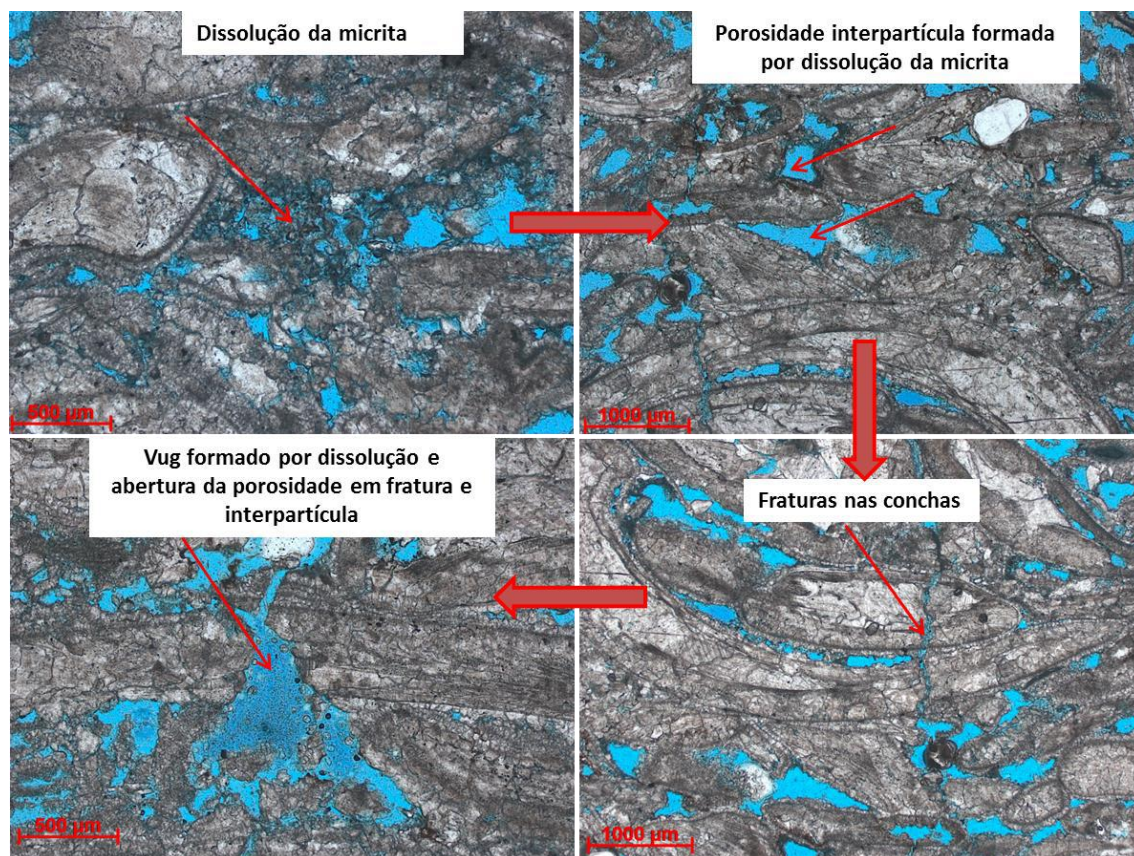 Dissolução da micrita
Porosidade interpartícula formada
por dissolução da micrita
500 µm
1000 µm
Vug formado por dissolução e
abertura da porosidade em fratura e
interpartícula
Fraturas nas conchas
500 µm
1000 µm